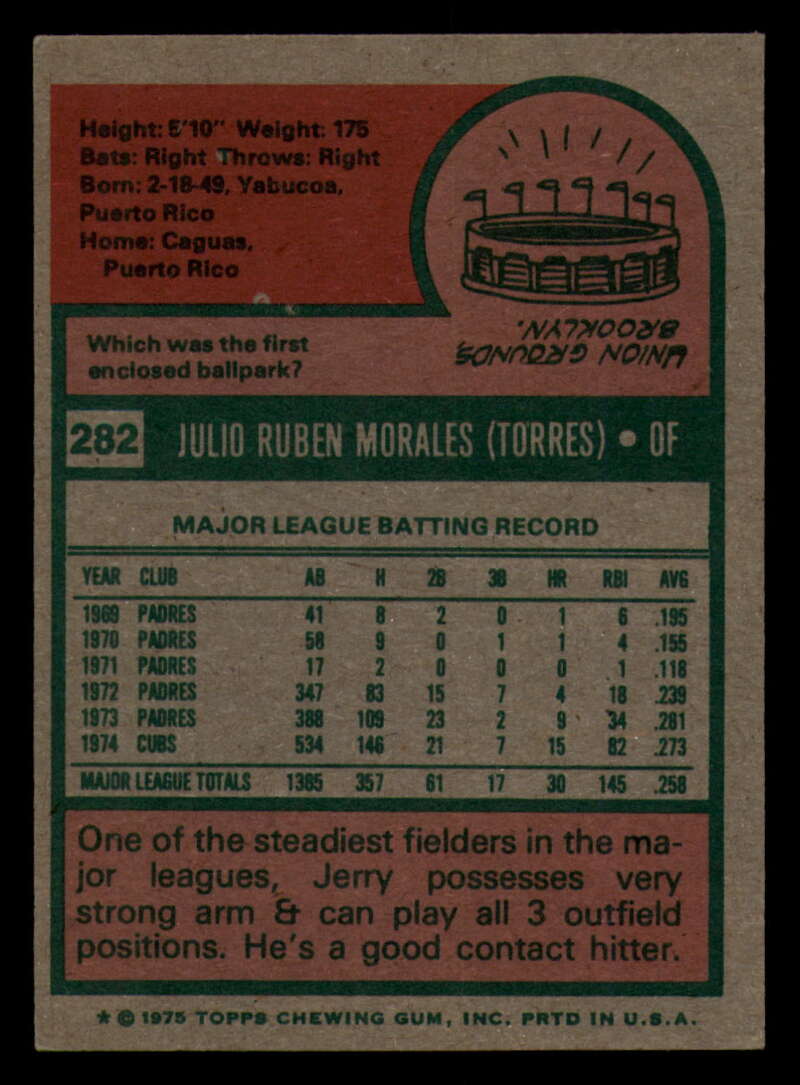 Height: 5'10" Weight: 175
Bats: Right Throws: Right
Born: 2-18-49, Yabucoa,
Puerto Rico
Home: Caguas,
Puerto Rico
Which was the first
enclosed ballpark?
UNION GROUNDS,
BROOKLYN.
282 JULIO RUBEN MORALES (TORRES) • OF
MAJOR LEAGUE BATTING RECORD
YEAR CLUB AB H 2B 3B HR RBI AVG
1969 PADRES 41 8 2 0 1 6 .195
1970 PADRES 58 9 0 1 1 4 .155
1971 PADRES 17 2 0 0 0 1 .118
1972 PADRES 347 83 15 7 4 18 .239
1973 PADRES 388 109 23 2 9 34 .281
1974 CUBS 534 146 21 7 15 82 .273
MAJOR LEAGUE TOTALS 1385 357 61 17 30 145 .258
One of the steadiest fielders in the ma-
jor leagues, Jerry possesses very
strong arm & can play all 3 outfield
positions. He's a good contact hitter.
* © 1975 TOPPS CHEWING GUM, INC. PRTD IN U.S.A.